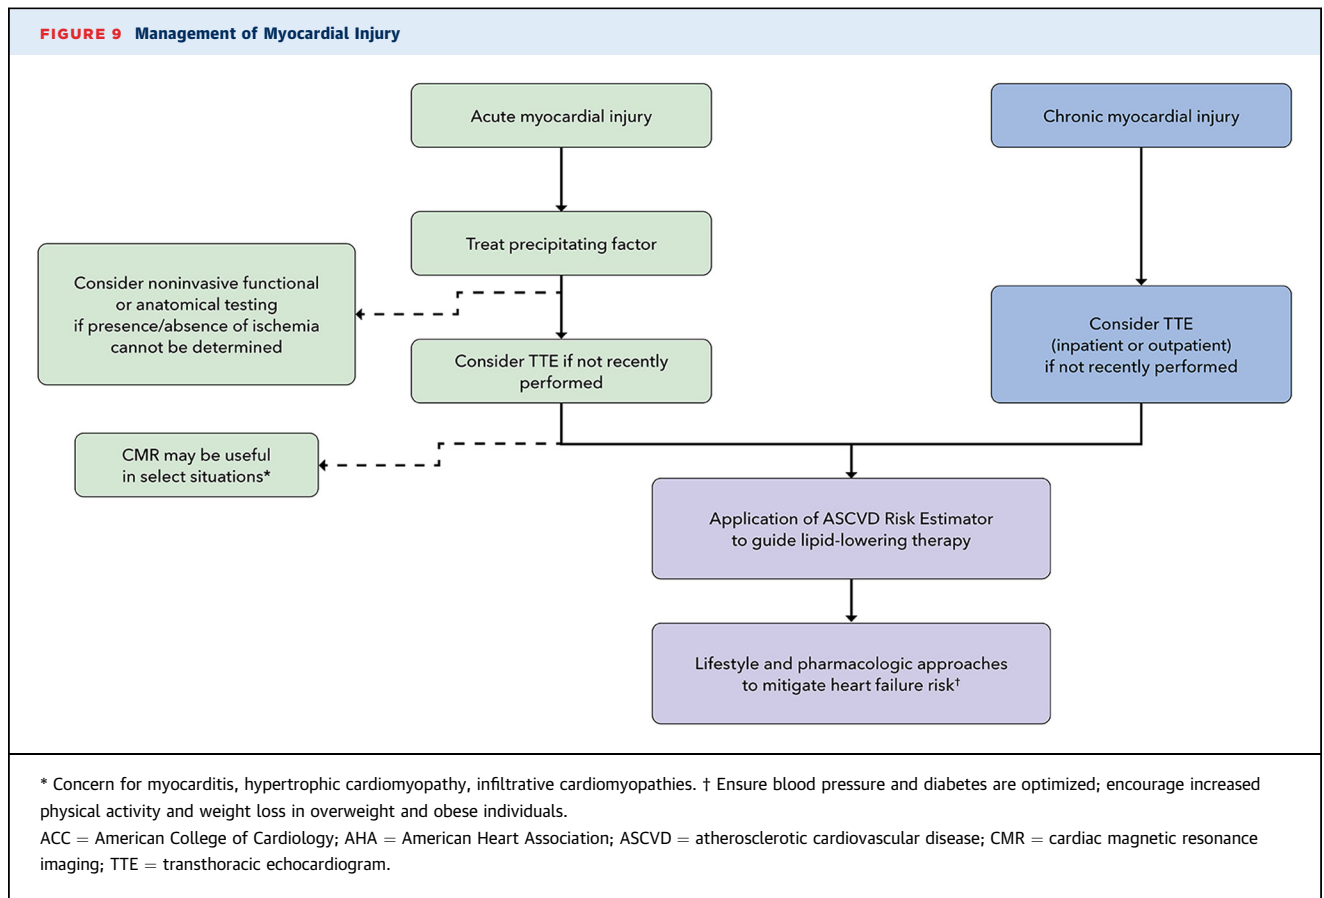 FIGURE 9 Management of Myocardial Injury
Acute myocardial injury
Chronic myocardial injury
Treat precipitating factor
Consider noninvasive functional
or anatomical testing
if presence/absence of ischemia
cannot be determined
Consider TTE if not recently
performed
Consider TTE
(inpatient or outpatient)
if not recently performed
CMR may be useful
in select situations*
Application of ASCVD Risk Estimator
to guide lipid-lowering therapy
Lifestyle and pharmacologic approaches
to mitigate heart failure risk†
* Concern for myocarditis, hypertrophic cardiomyopathy, infiltrative cardiomyopathies. † Ensure blood pressure and diabetes are optimized; encourage increased
physical activity and weight loss in overweight and obese individuals.
ACC = American College of Cardiology; AHA = American Heart Association; ASCVD = atherosclerotic cardiovascular disease; CMR = cardiac magnetic resonance
imaging; TTE = transthoracic echocardiogram.